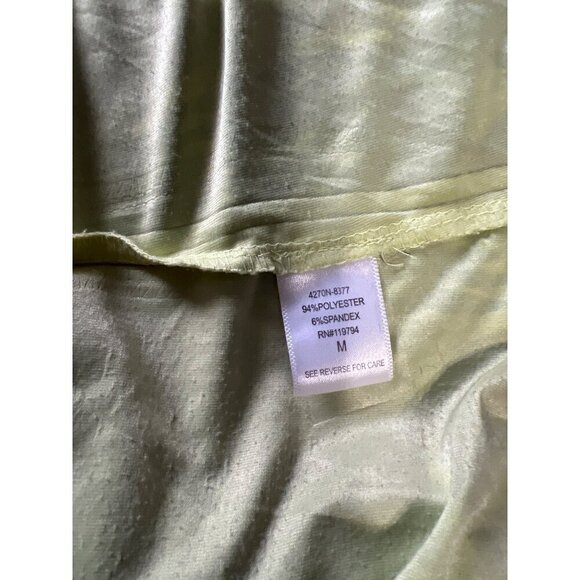 4270N-8377
94%POLYESTER
6%SPANDEX
RN#119794
M
SEE REVERSE FOR CARE